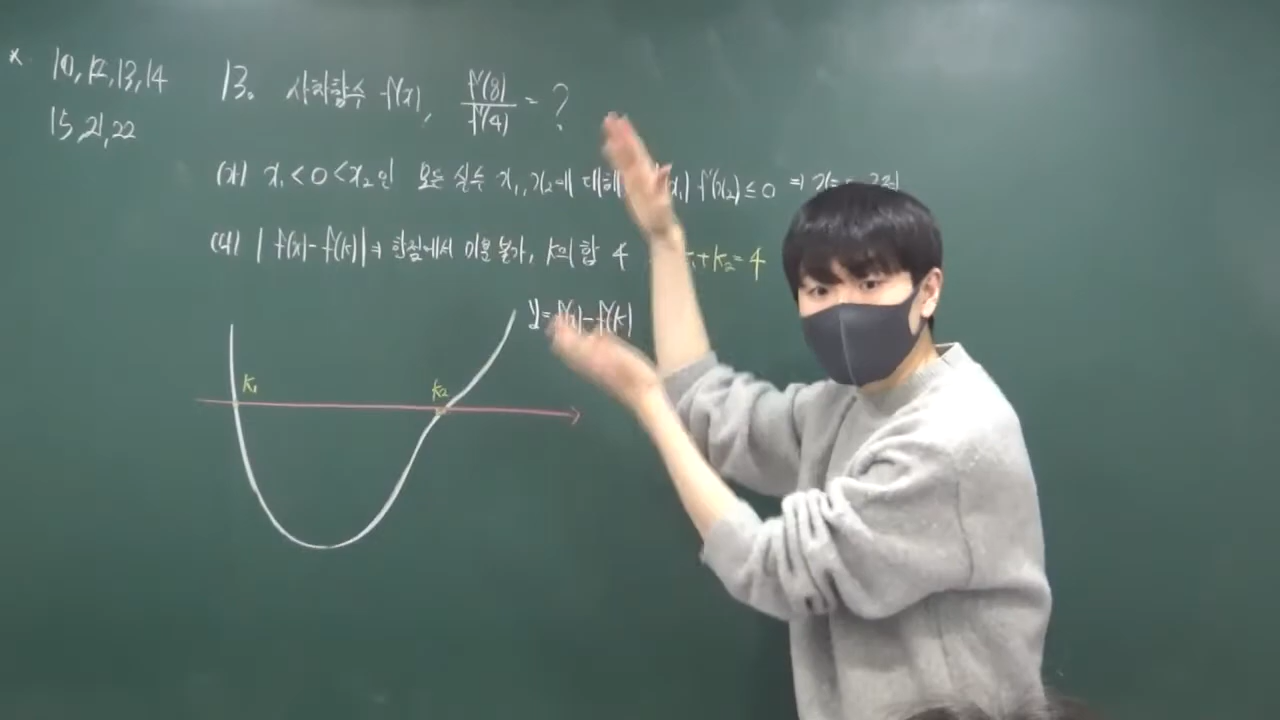 * 10, 12, 13, 14
15, 21, 22
13. 사차함수 f(x), f'(8)/f'(4) = ?
(가) x₁<0<x₂인 모든 실수 x₁, x₂에 대해 f'(x₂) ≤ 0 ⇒
(나) |f(x)-f(k)| ⇒ 한점에서 미분 불가, k의 합 4 k₁+k₂=4
y=f(x)-f(k)
k₁ k₂